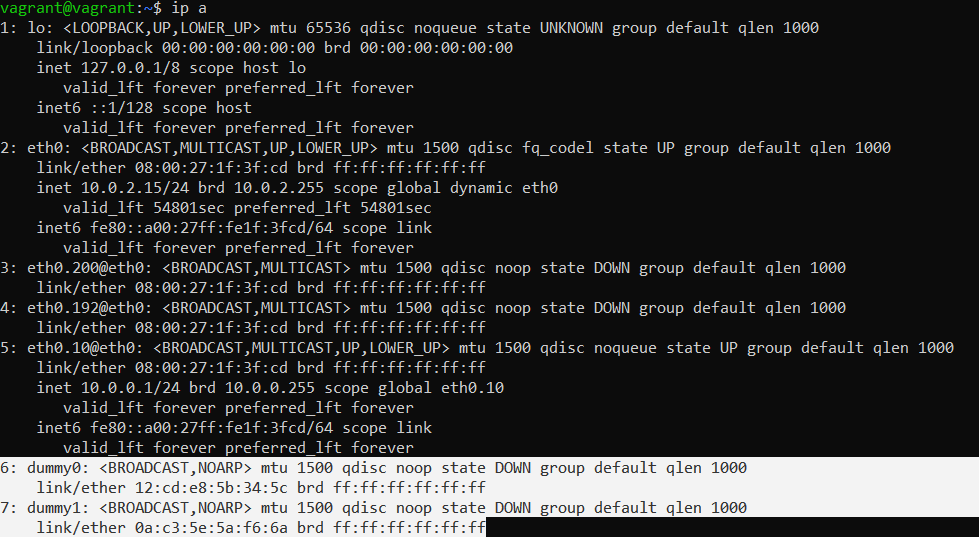 vagrant@vagrant:~$ ip a
1: lo: <LOOPBACK,UP,LOWER_UP> mtu 65536 qdisc noqueue state UNKNOWN group default qlen 1000
    link/loopback 00:00:00:00:00:00 brd 00:00:00:00:00:00
    inet 127.0.0.1/8 scope host lo
       valid_lft forever preferred_lft forever
    inet6 ::1/128 scope host
       valid_lft forever preferred_lft forever
2: eth0: <BROADCAST,MULTICAST,UP,LOWER_UP> mtu 1500 qdisc fq_codel state UP group default qlen 1000
    link/ether 08:00:27:1f:3f:cd brd ff:ff:ff:ff:ff:ff
    inet 10.0.2.15/24 brd 10.0.2.255 scope global dynamic eth0
       valid_lft 54801sec preferred_lft 54801sec
    inet6 fe80::a00:27ff:fe1f:3fcd/64 scope link
       valid_lft forever preferred_lft forever
3: eth0.200@eth0: <BROADCAST,MULTICAST> mtu 1500 qdisc noop state DOWN group default qlen 1000
    link/ether 08:00:27:1f:3f:cd brd ff:ff:ff:ff:ff:ff
4: eth0.192@eth0: <BROADCAST,MULTICAST> mtu 1500 qdisc noop state DOWN group default qlen 1000
    link/ether 08:00:27:1f:3f:cd brd ff:ff:ff:ff:ff:ff
5: eth0.10@eth0: <BROADCAST,MULTICAST,UP,LOWER_UP> mtu 1500 qdisc noqueue state UP group default qlen 1000
    link/ether 08:00:27:1f:3f:cd brd ff:ff:ff:ff:ff:ff
    inet 10.0.0.1/24 brd 10.0.0.255 scope global eth0.10
       valid_lft forever preferred_lft forever
    inet6 fe80::a00:27ff:fe1f:3fcd/64 scope link
       valid_lft forever preferred_lft forever
6: dummy0: <BROADCAST,NOARP> mtu 1500 qdisc noop state DOWN group default qlen 1000
    link/ether 12:cd:e8:5b:34:5c brd ff:ff:ff:ff:ff:ff
7: dummy1: <BROADCAST,NOARP> mtu 1500 qdisc noop state DOWN group default qlen 1000
    link/ether 0a:c3:5e:5a:f6:6a brd ff:ff:ff:ff:ff:ff